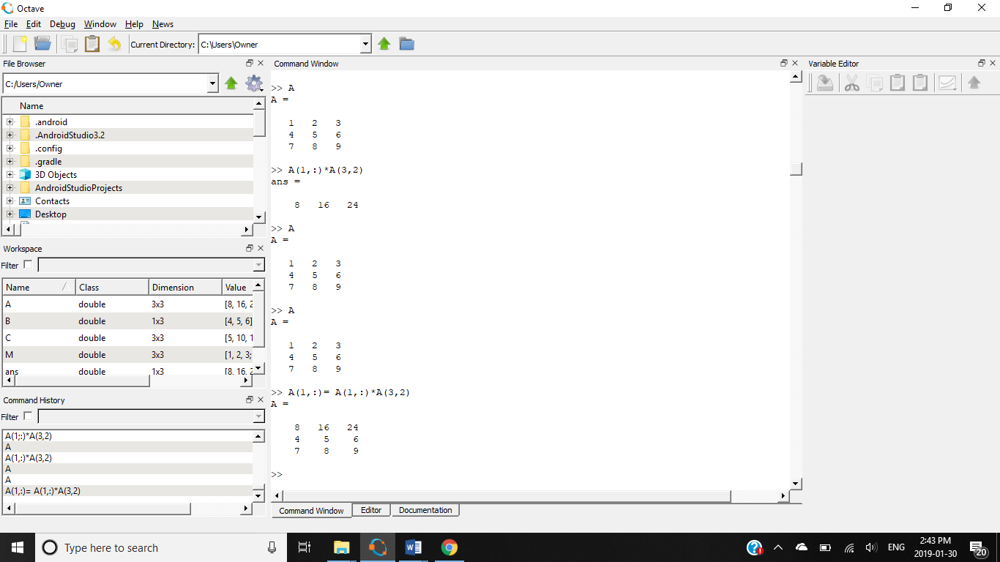 Octave
File Edit Debug Window Help News
Current Directory: C:\Users\Owner
File Browser
C:/Users/Owner
Name
.android
.AndroidStudio3.2
.config
.gradle
3D Objects
AndroidStudioProjects
Contacts
Desktop
Workspace
Filter
Name Class Dimension Value
A double 3x3 [8, 16, 2
B double 1x3 [4, 5, 6]
C double 3x3 [5, 10, 1
M double 3x3 [1, 2, 3;
ans double 1x3 [8, 16, 2
Command History
Filter
A(1;:)*A(3,2)
A
A(1,:)*A(3,2)
A
A
A(1,:)= A(1,:)*A(3,2)
Command Window
>> A
A =
1 2 3
4 5 6
7 8 9
>> A(1,:)*A(3,2)
ans =
8 16 24
>> A
A =
1 2 3
4 5 6
7 8 9
>> A
A =
1 2 3
4 5 6
7 8 9
>> A(1,:)= A(1,:)*A(3,2)
A =
8 16 24
4 5 6
7 8 9
>>
Command Window Editor Documentation
Variable Editor
Type here to search
ENG
2:43 PM
2019-01-30
20